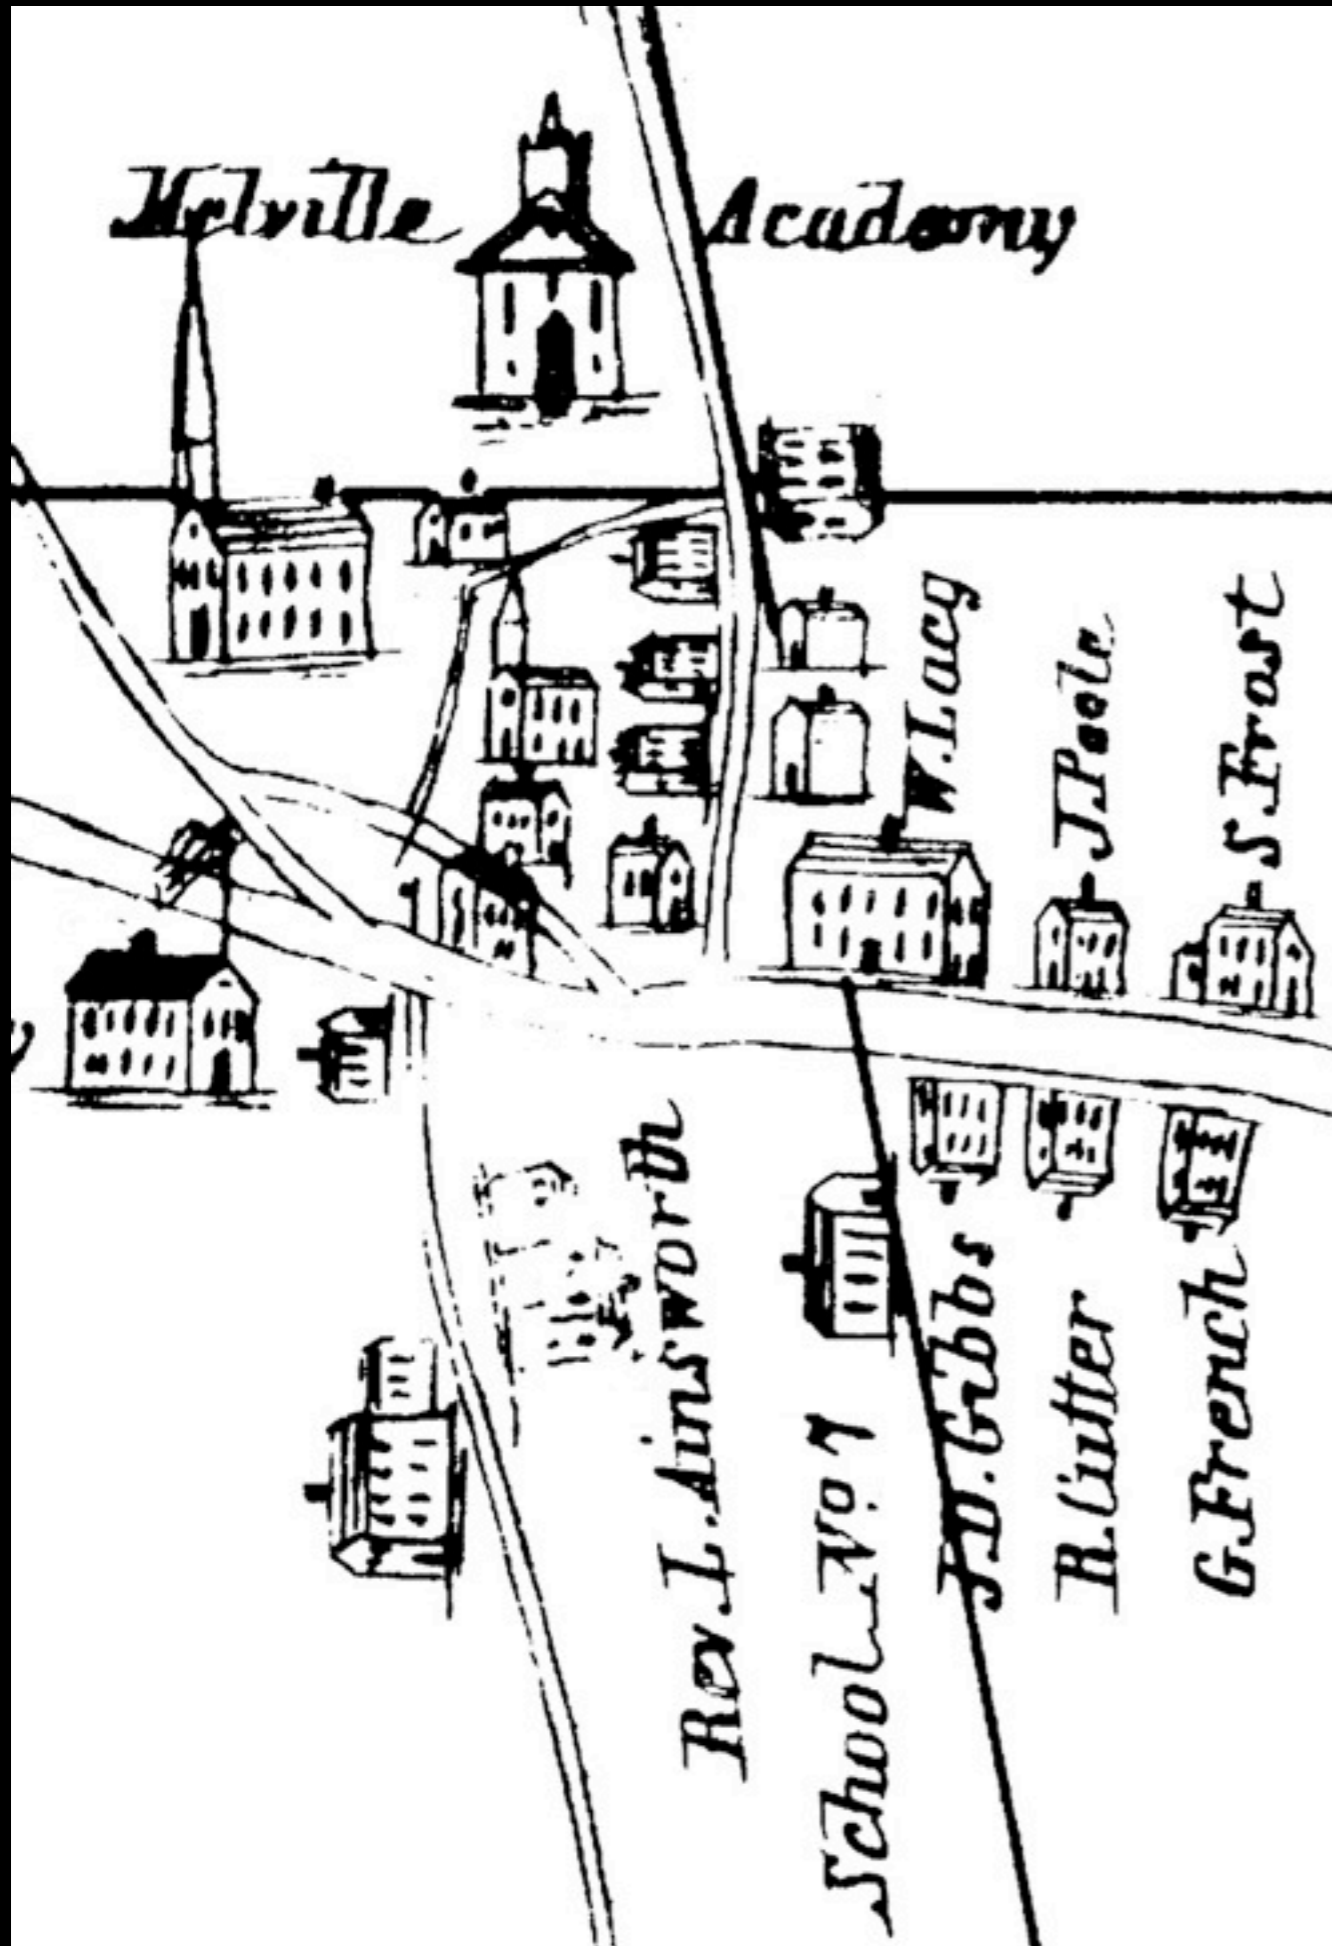 Melville Academy
W. Lacy
J. Poole
S. Frost
Rev. L. Ainsworth
School No. 7
J. D. Gibbs
R. Cutter
G. French